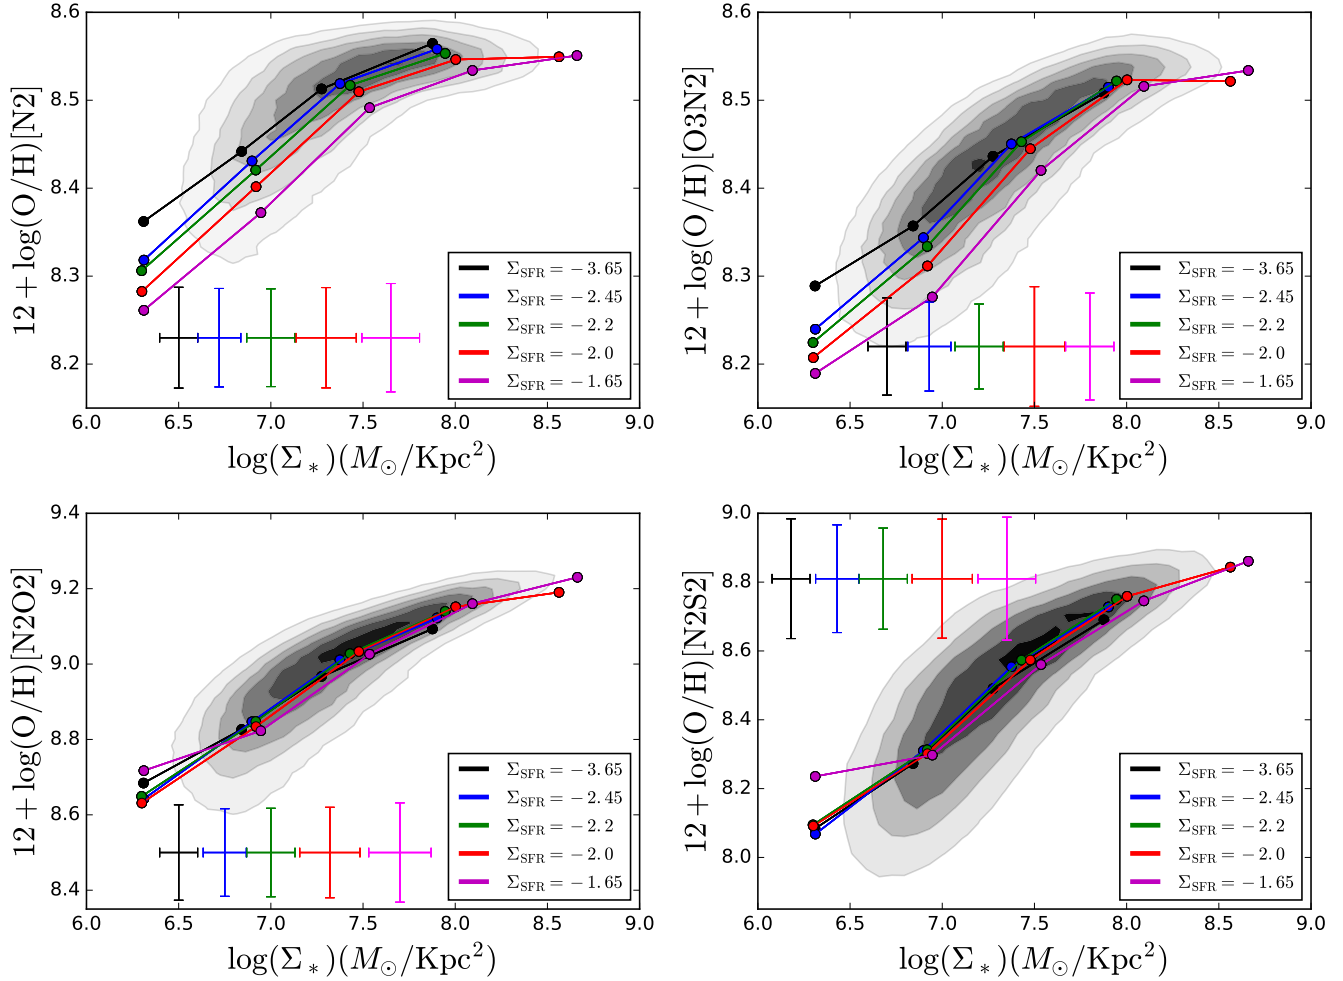 8.6
8.5
8.4
8.3
8.2
12+log(O/H)[N2]
Σ_SFR = −3.65
Σ_SFR = −2.45
Σ_SFR = −2.2
Σ_SFR = −2.0
Σ_SFR = −1.65
6.0 6.5 7.0 7.5 8.0 8.5 9.0
log(Σ_*)(M_⊙/Kpc²)
8.6
8.5
8.4
8.3
8.2
12+log(O/H)[O3N2]
Σ_SFR = −3.65
Σ_SFR = −2.45
Σ_SFR = −2.2
Σ_SFR = −2.0
Σ_SFR = −1.65
6.0 6.5 7.0 7.5 8.0 8.5 9.0
log(Σ_*)(M_⊙/Kpc²)
9.4
9.2
9.0
8.8
8.6
8.4
12+log(O/H)[N2O2]
Σ_SFR = −3.65
Σ_SFR = −2.45
Σ_SFR = −2.2
Σ_SFR = −2.0
Σ_SFR = −1.65
6.0 6.5 7.0 7.5 8.0 8.5 9.0
log(Σ_*)(M_⊙/Kpc²)
9.0
8.8
8.6
8.4
8.2
8.0
12+log(O/H)[N2S2]
Σ_SFR = −3.65
Σ_SFR = −2.45
Σ_SFR = −2.2
Σ_SFR = −2.0
Σ_SFR = −1.65
6.0 6.5 7.0 7.5 8.0 8.5 9.0
log(Σ_*)(M_⊙/Kpc²)